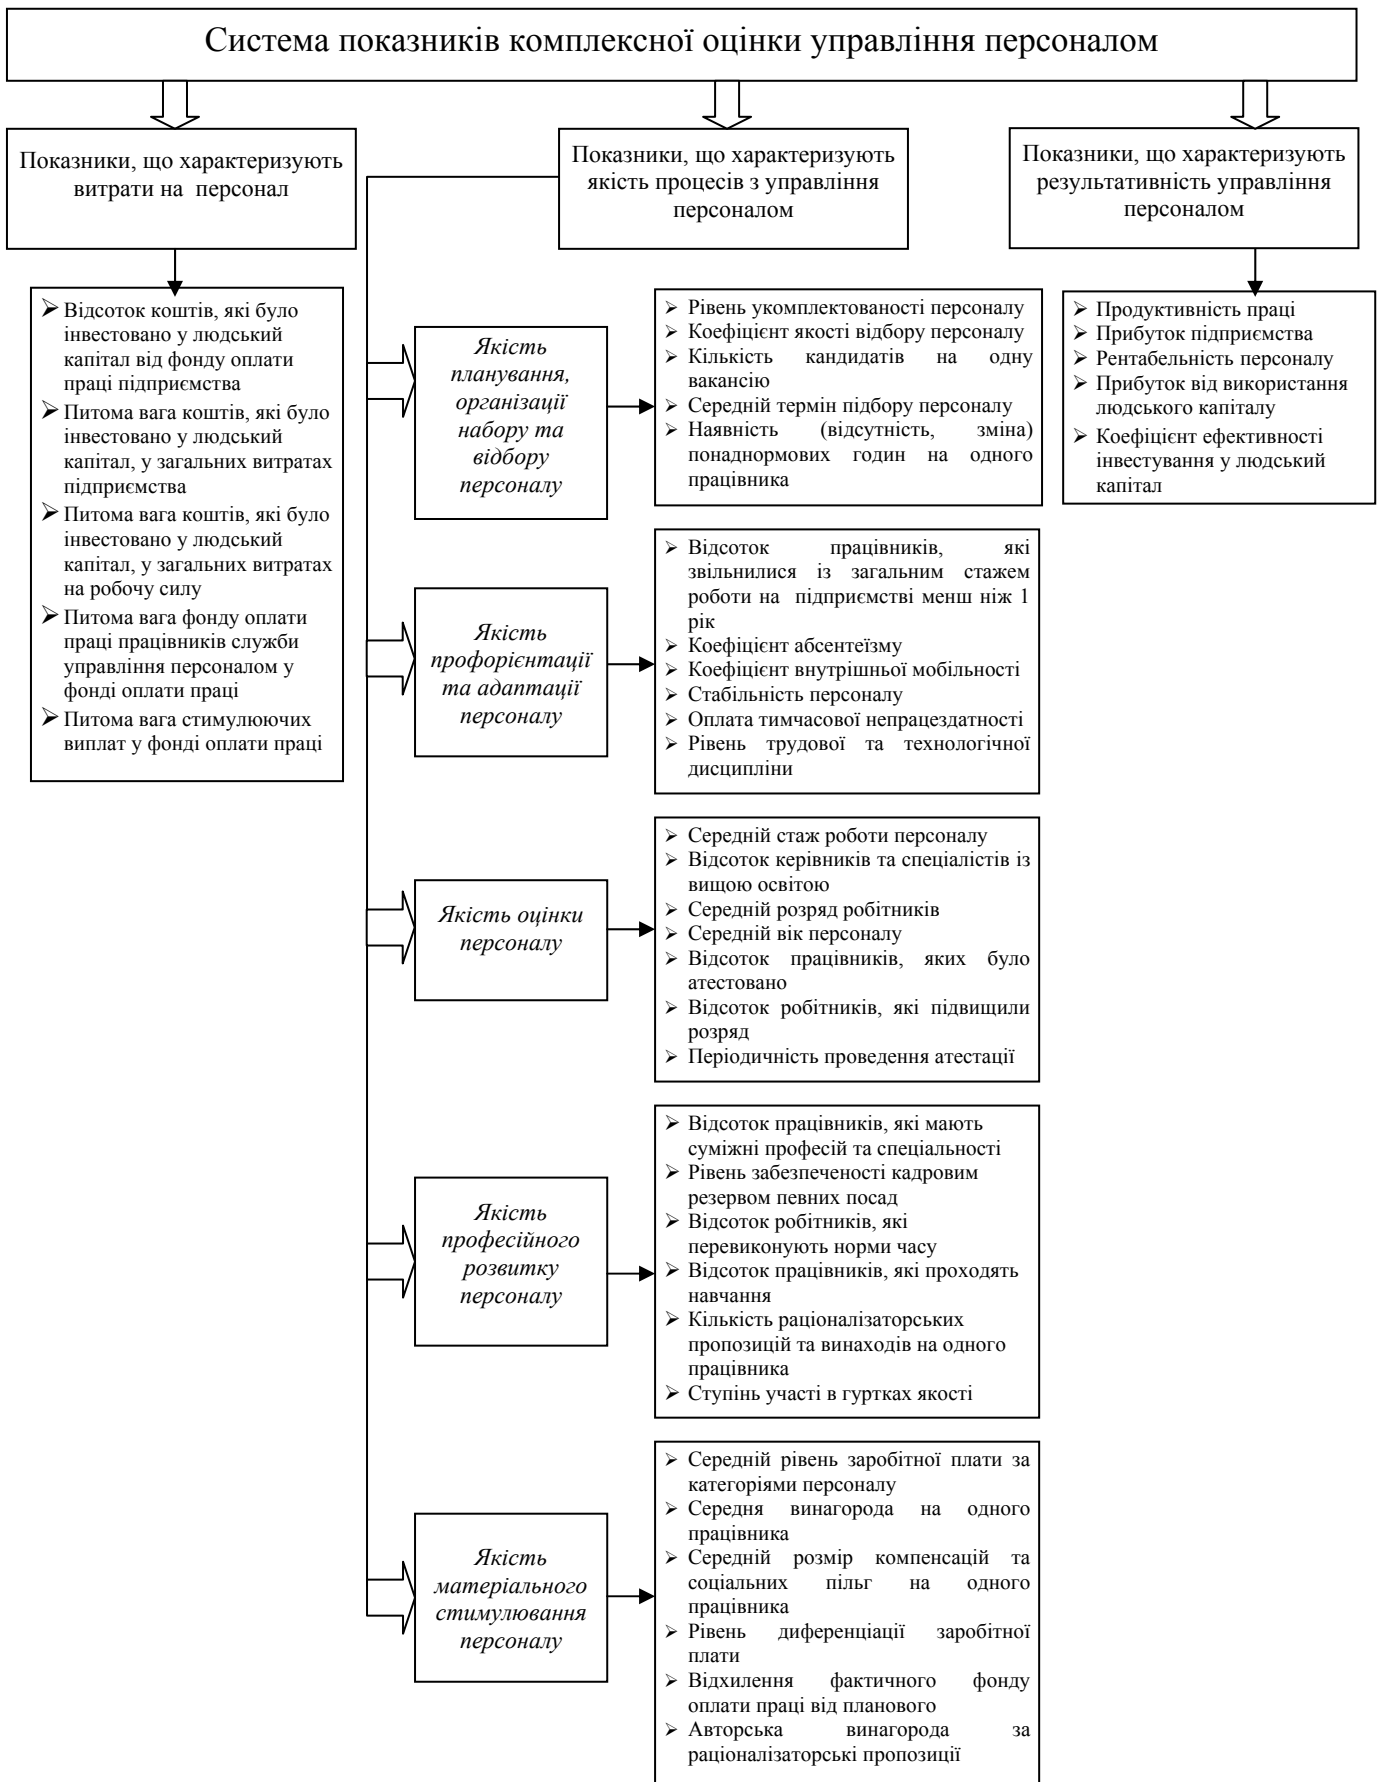 Система показників комплексної оцінки управління персоналом
Показники, що характеризують
витрати на персонал
Показники, що характеризують
якість процесів з управління
персоналом
Показники, що характеризують
результативність управління
персоналом
➢ Відсоток коштів, які було
інвестовано у людський
капітал від фонду оплати
праці підприємства
➢ Питома вага коштів, які було
інвестовано у людський
капітал, у загальних витратах
підприємства
➢ Питома вага коштів, які було
інвестовано у людський
капітал, у загальних витратах
на робочу силу
➢ Питома вага фонду оплати
праці працівників служби
управління персоналом у
фонді оплати праці
➢ Питома вага стимулюючих
виплат у фонді оплати праці
Якість
планування,
організації
набору та
відбору
персоналу
➢ Рівень укомплектованості персоналу
➢ Коефіцієнт якості відбору персоналу
➢ Кількість кандидатів на одну
вакансію
➢ Середній термін підбору персоналу
➢ Наявність (відсутність, зміна)
понаднормових годин на одного
працівника
➢ Продуктивність праці
➢ Прибуток підприємства
➢ Рентабельність персоналу
➢ Прибуток від використання
людського капіталу
➢ Коефіцієнт ефективності
інвестування у людський
капітал
Якість
профорієнтації
та адаптації
персоналу
➢ Відсоток працівників, які
звільнилися із загальним стажем
роботи на підприємстві менш ніж 1
рік
➢ Коефіцієнт абсентеїзму
➢ Коефіцієнт внутрішньої мобільності
➢ Стабільність персоналу
➢ Оплата тимчасової непрацездатності
➢ Рівень трудової та технологічної
дисципліни
Якість оцінки
персоналу
➢ Середній стаж роботи персоналу
➢ Відсоток керівників та спеціалістів із
вищою освітою
➢ Середній розряд робітників
➢ Середній вік персоналу
➢ Відсоток працівників, яких було
атестовано
➢ Відсоток робітників, які підвищили
розряд
➢ Періодичність проведення атестації
Якість
професійного
розвитку
персоналу
➢ Відсоток працівників, які мають
суміжні професій та спеціальності
➢ Рівень забезпеченості кадровим
резервом певних посад
➢ Відсоток робітників, які
перевиконують норми часу
➢ Відсоток працівників, які проходять
навчання
➢ Кількість раціоналізаторських
пропозицій та винаходів на одного
працівника
➢ Ступінь участі в гуртках якості
Якість
матеріального
стимулювання
персоналу
➢ Середній рівень заробітної плати за
категоріями персоналу
➢ Середня винагорода на одного
працівника
➢ Середній розмір компенсацій та
соціальних пільг на одного
працівника
➢ Рівень диференціації заробітної
плати
➢ Відхилення фактичного фонду
оплати праці від планового
➢ Авторська винагорода за
раціоналізаторські пропозиції